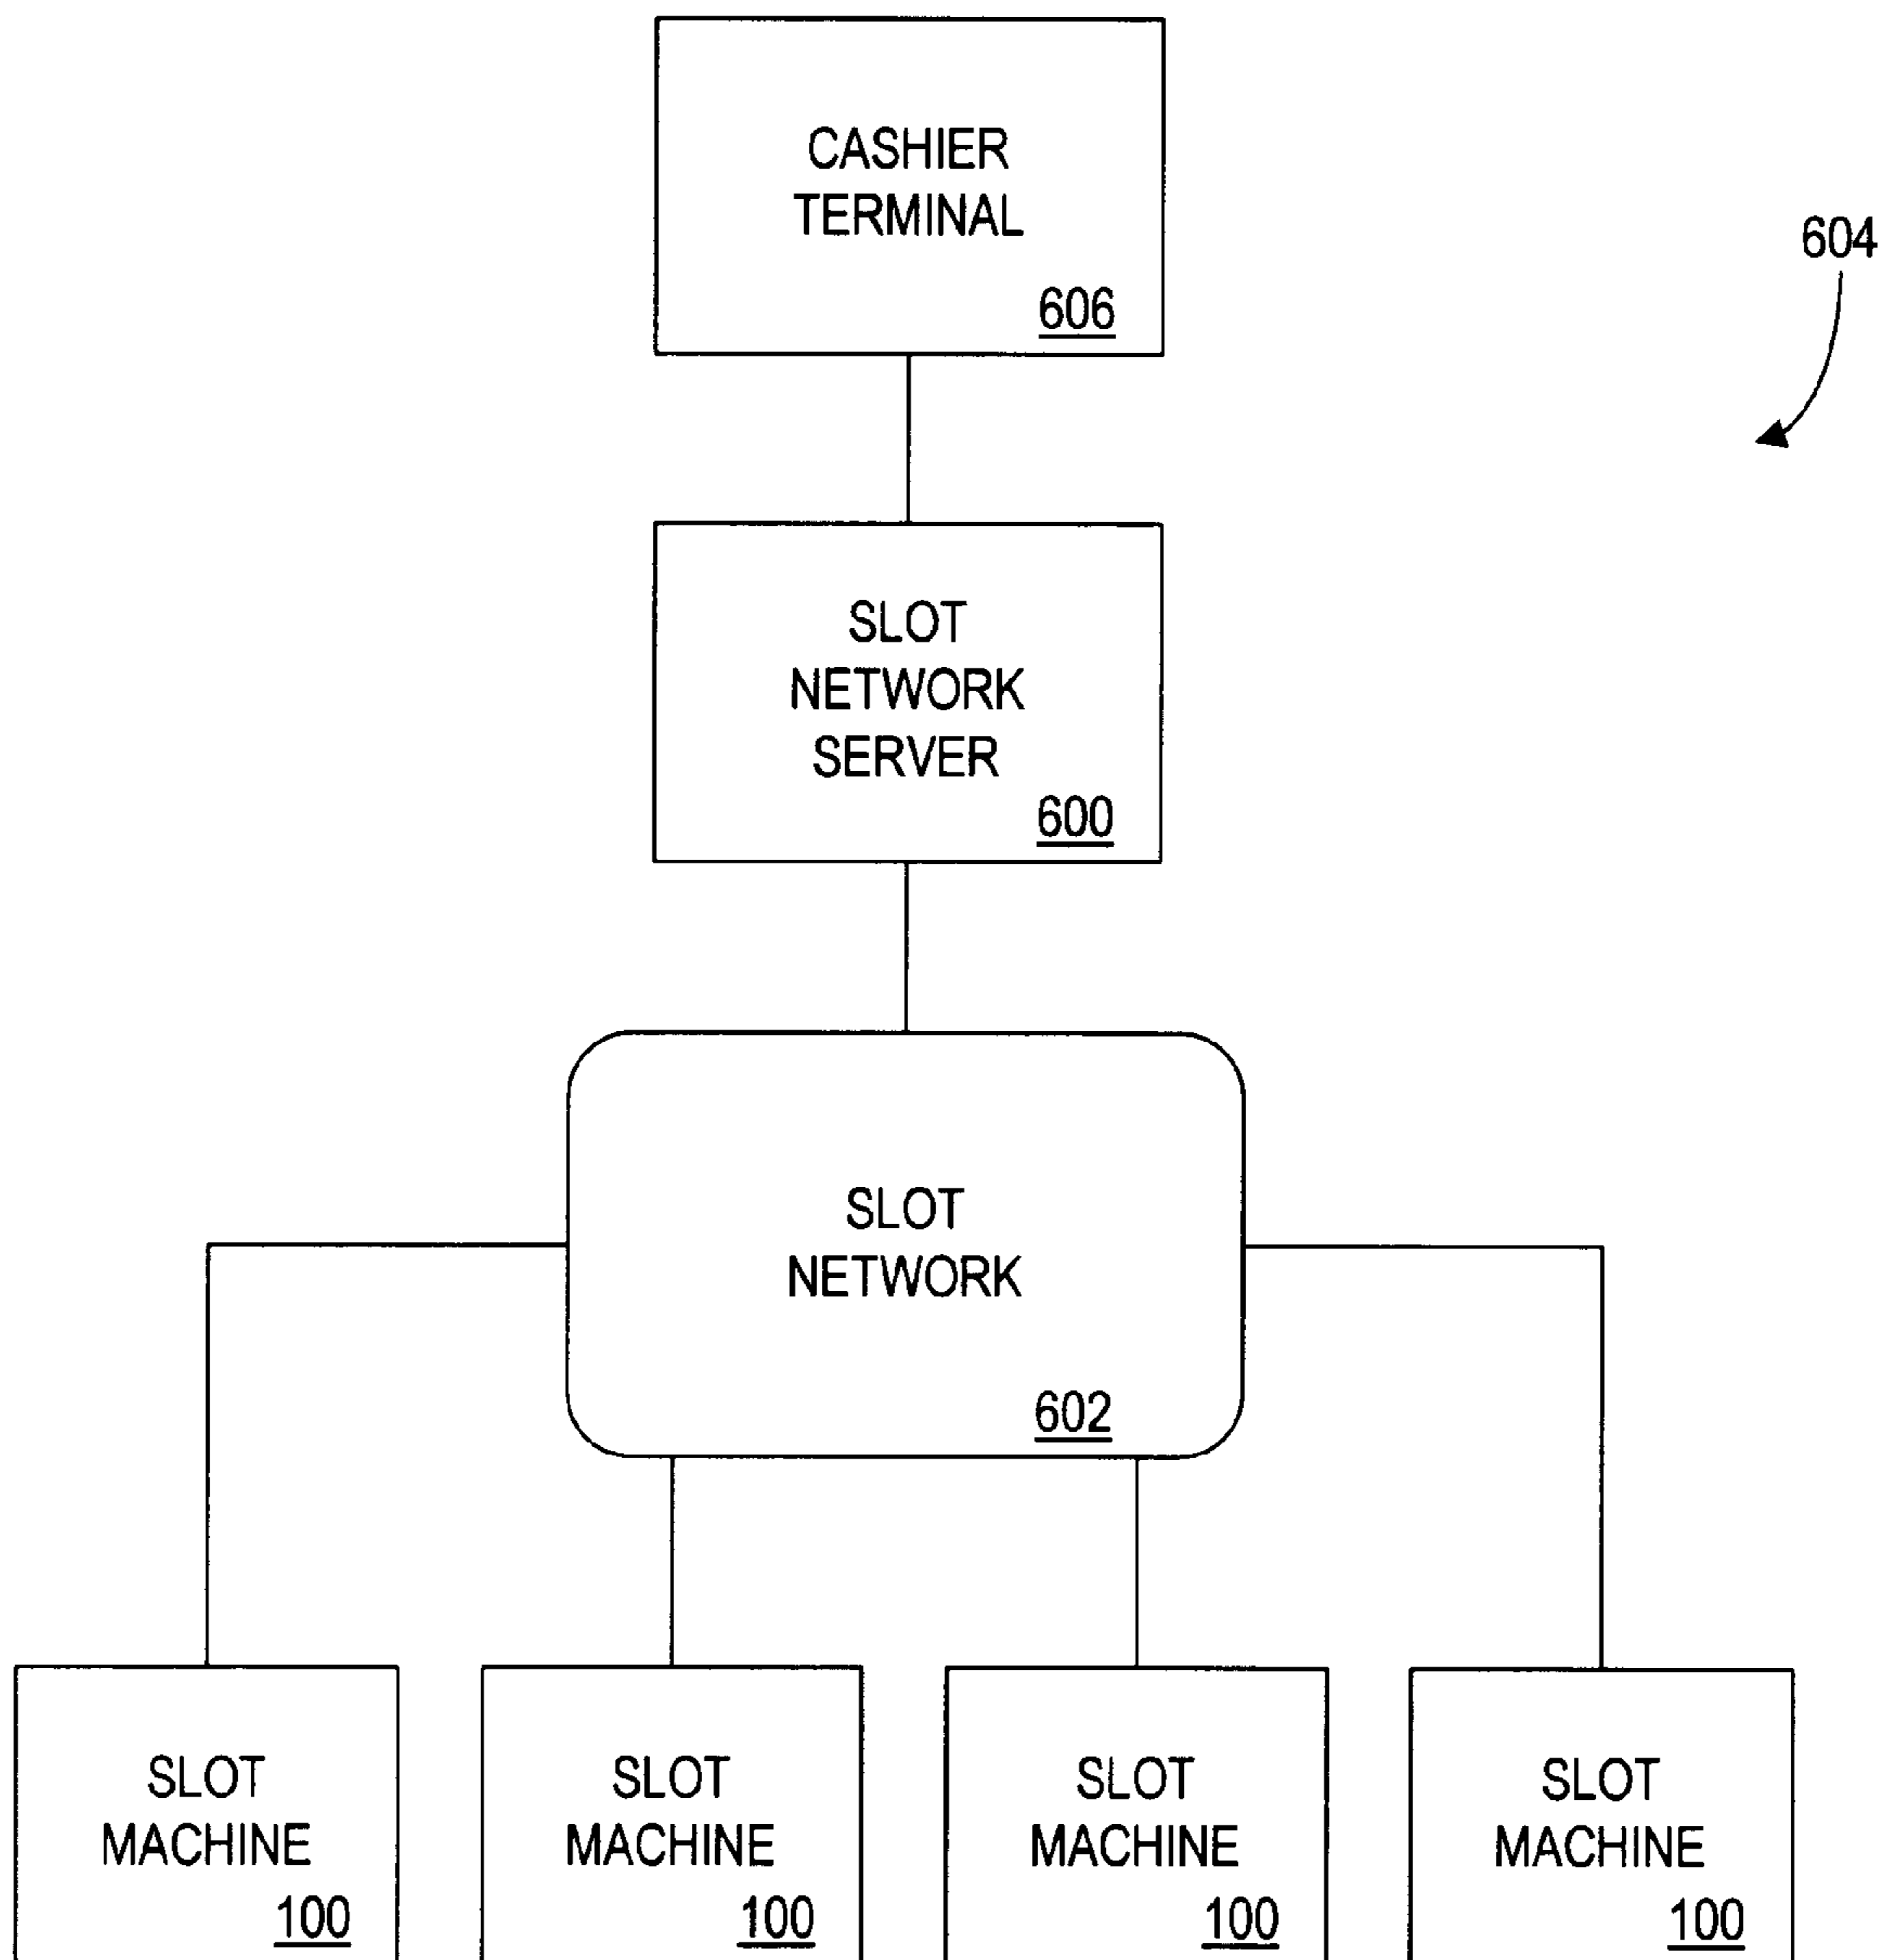 CASHIER
TERMINAL
606
604
SLOT
NETWORK
SERVER
600
SLOT
NETWORK
602
SLOT
MACHINE
100
SLOT
MACHINE
100
SLOT
MACHINE
100
SLOT
MACHINE
100